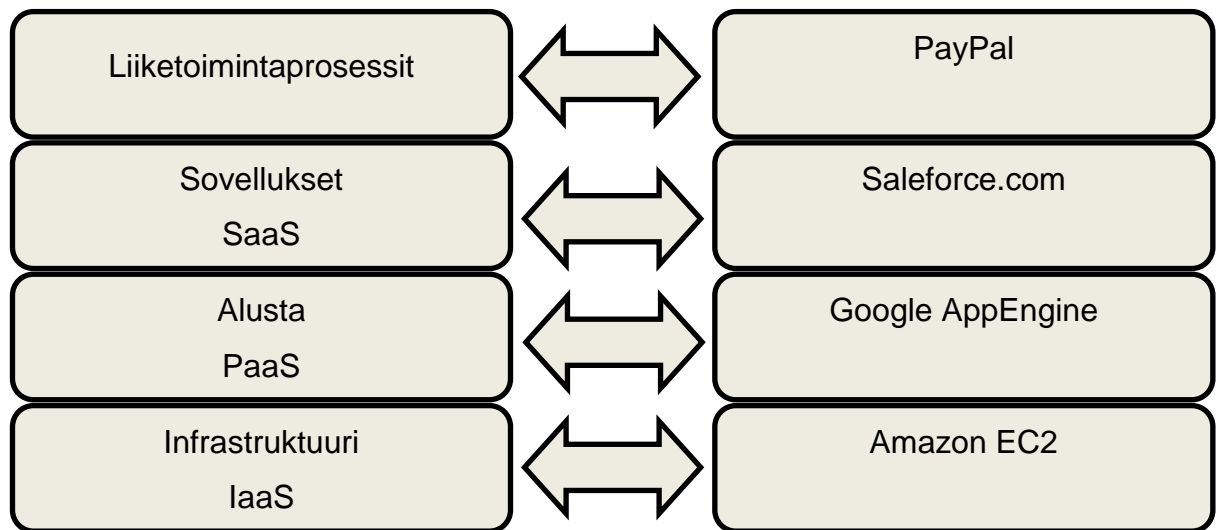 Liiketoimintaprosessit
PayPal
Sovellukset
SaaS
Saleforce.com
Alusta
PaaS
Google AppEngine
Infrastruktuuri
IaaS
Amazon EC2